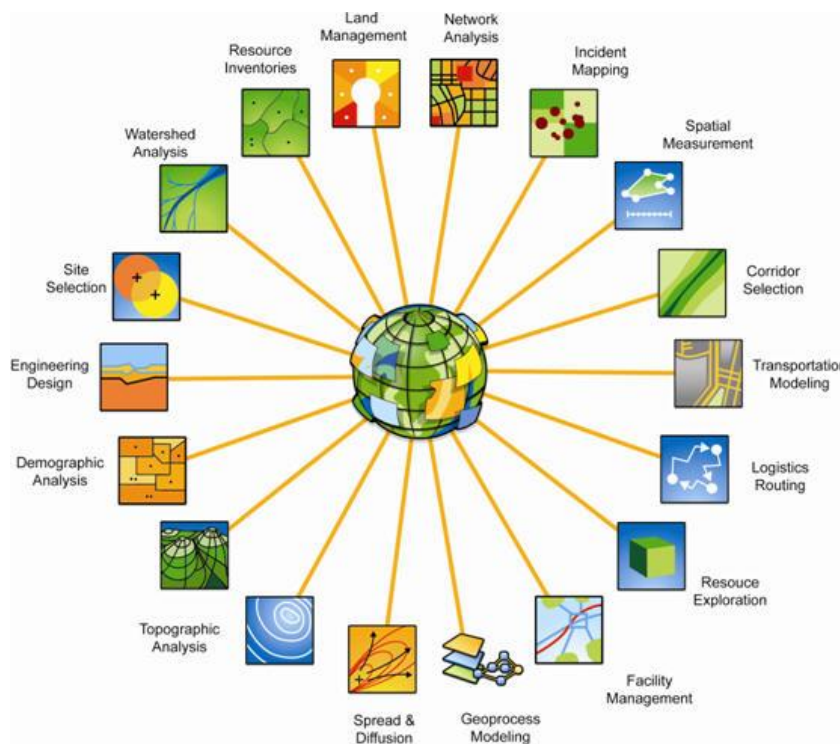 Land
Management
Network
Analysis
Resource
Inventories
Incident
Mapping
Watershed
Analysis
Spatial
Measurement
Site
Selection
Corridor
Selection
Engineering
Design
Transportation
Modeling
Demographic
Analysis
Logistics
Routing
Topographic
Analysis
Resouce
Exploration
Spread &
Diffusion
Geoprocess
Modeling
Facility
Management